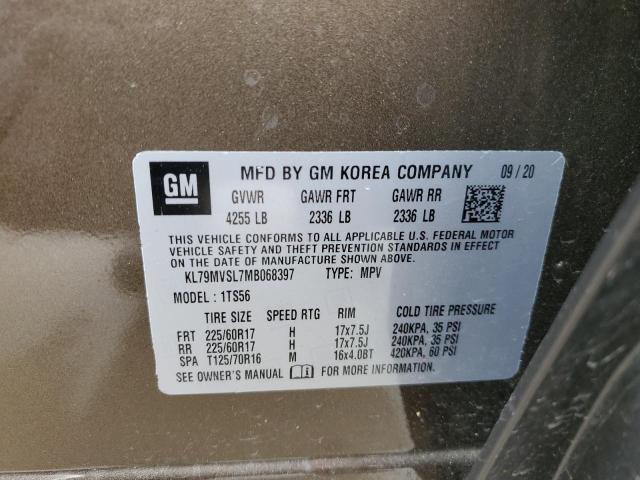 GM
MFD BY GM KOREA COMPANY 09 / 20
GVWR GAWR FRT GAWR RR
4255 LB 2336 LB 2336 LB
THIS VEHICLE CONFORMS TO ALL APPLICABLE U.S. FEDERAL MOTOR
VEHICLE SAFETY AND THEFT PREVENTION STANDARDS IN EFFECT
ON THE DATE OF MANUFACTURE SHOWN ABOVE.
KL79MVSL7MB068397 TYPE: MPV
MODEL : 1TS56
TIRE SIZE SPEED RTG RIM COLD TIRE PRESSURE
FRT 225/60R17 H 17x7.5J 240KPA, 35 PSI
RR 225/60R17 H 17x7.5J 240KPA, 35 PSI
SPA T125/70R16 M 16x4.0BT 420KPA, 60 PSI
SEE OWNER'S MANUAL FOR MORE INFORMATION